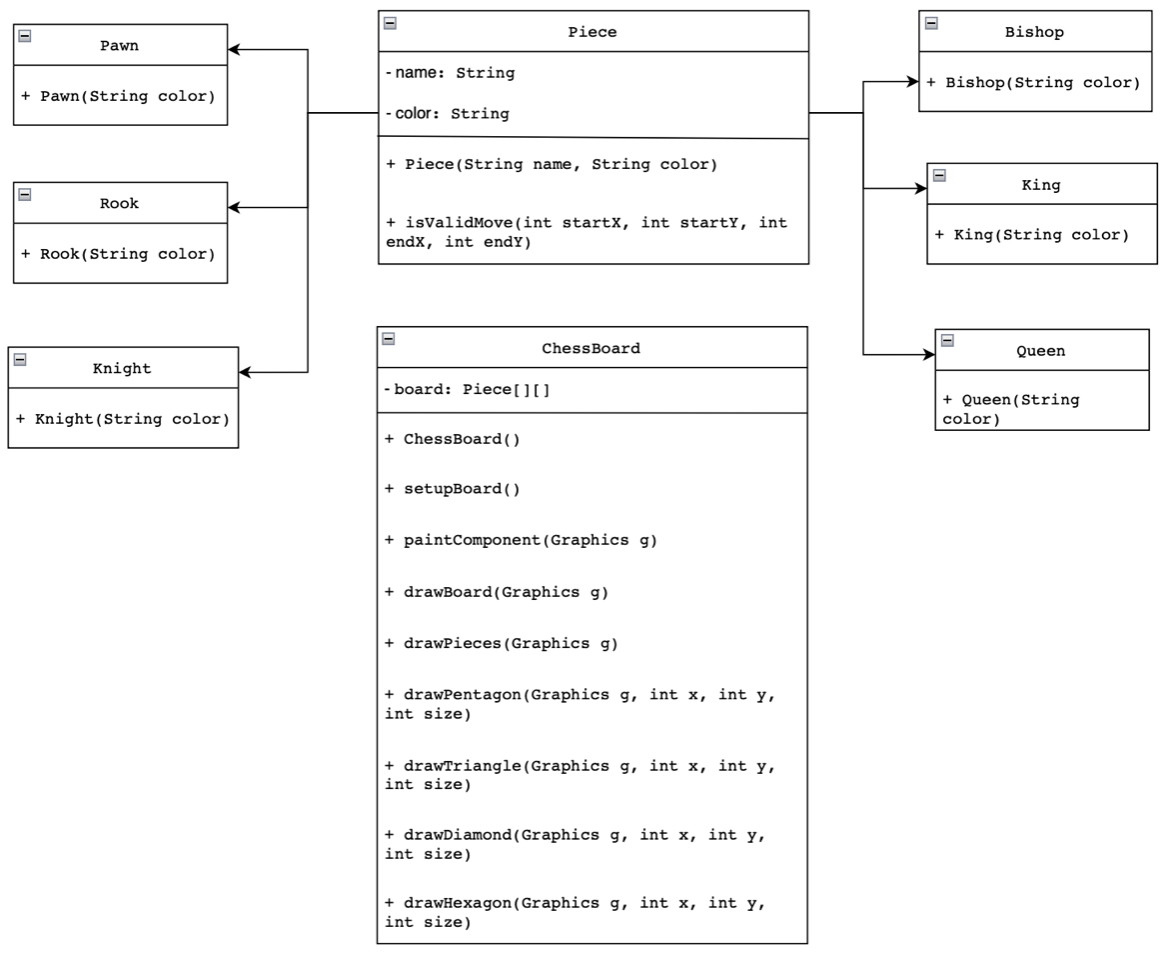 Pawn
+ Pawn(String color)
Rook
+ Rook(String color)
Knight
+ Knight(String color)
Piece
- name: String
- color: String
+ Piece(String name, String color)
+ isValidMove(int startX, int startY, int
endX, int endY)
ChessBoard
- board: Piece[][]
+ ChessBoard()
+ setupBoard()
+ paintComponent(Graphics g)
+ drawBoard(Graphics g)
+ drawPieces(Graphics g)
+ drawPentagon(Graphics g, int x, int y,
int size)
+ drawTriangle(Graphics g, int x, int y,
int size)
+ drawDiamond(Graphics g, int x, int y,
int size)
+ drawHexagon(Graphics g, int x, int y,
int size)
Bishop
+ Bishop(String color)
King
+ King(String color)
Queen
+ Queen(String
color)